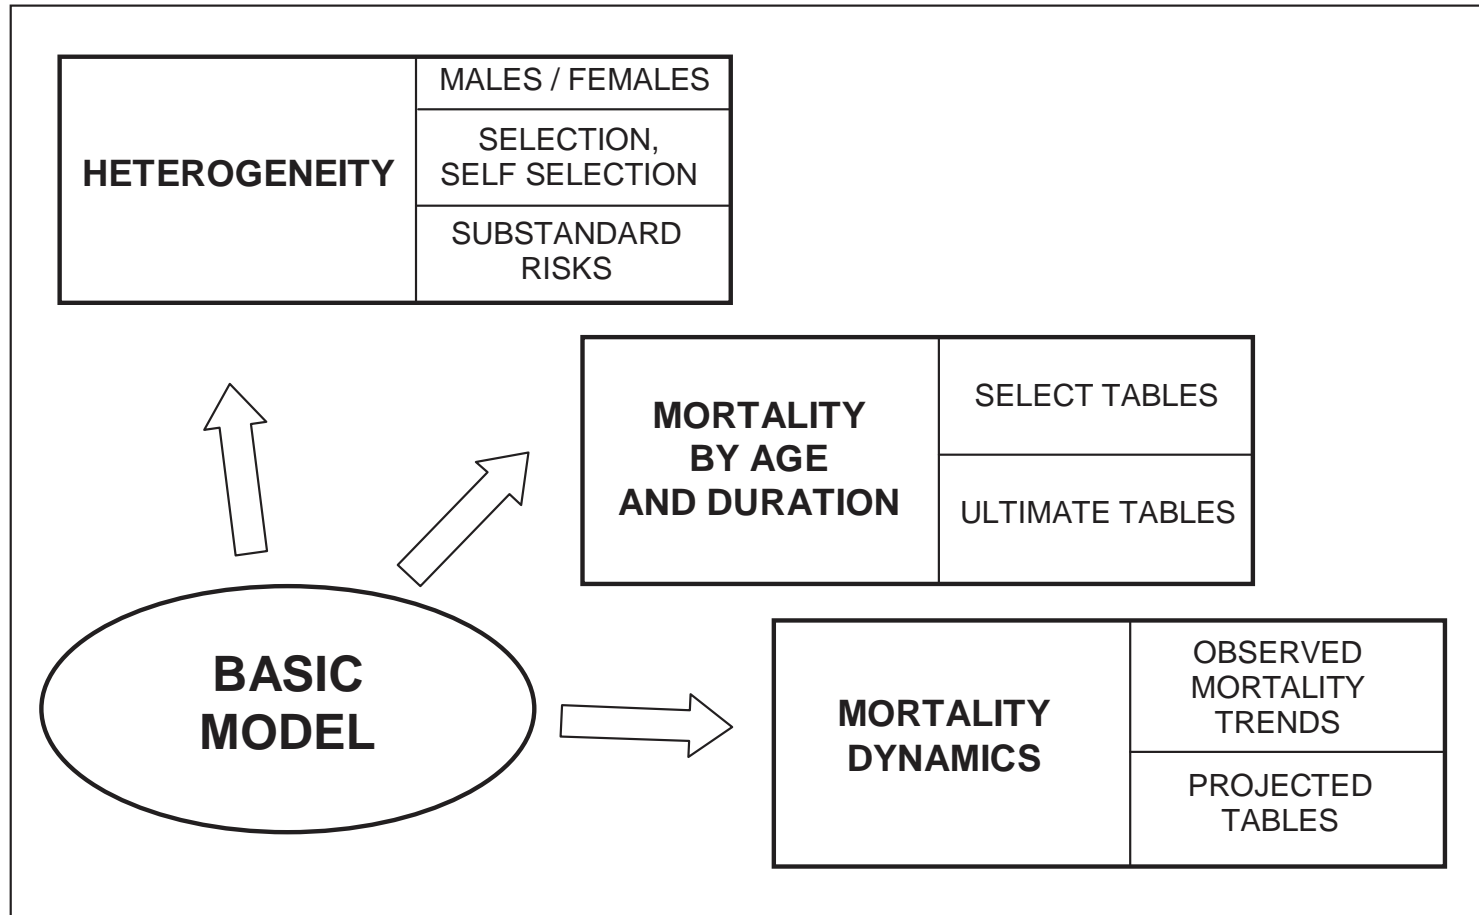 HETEROGENEITY
MALES / FEMALES
SELECTION,
SELF SELECTION
SUBSTANDARD
RISKS
MORTALITY
BY AGE
AND DURATION
SELECT TABLES
ULTIMATE TABLES
BASIC
MODEL
MORTALITY
DYNAMICS
OBSERVED
MORTALITY
TRENDS
PROJECTED
TABLES